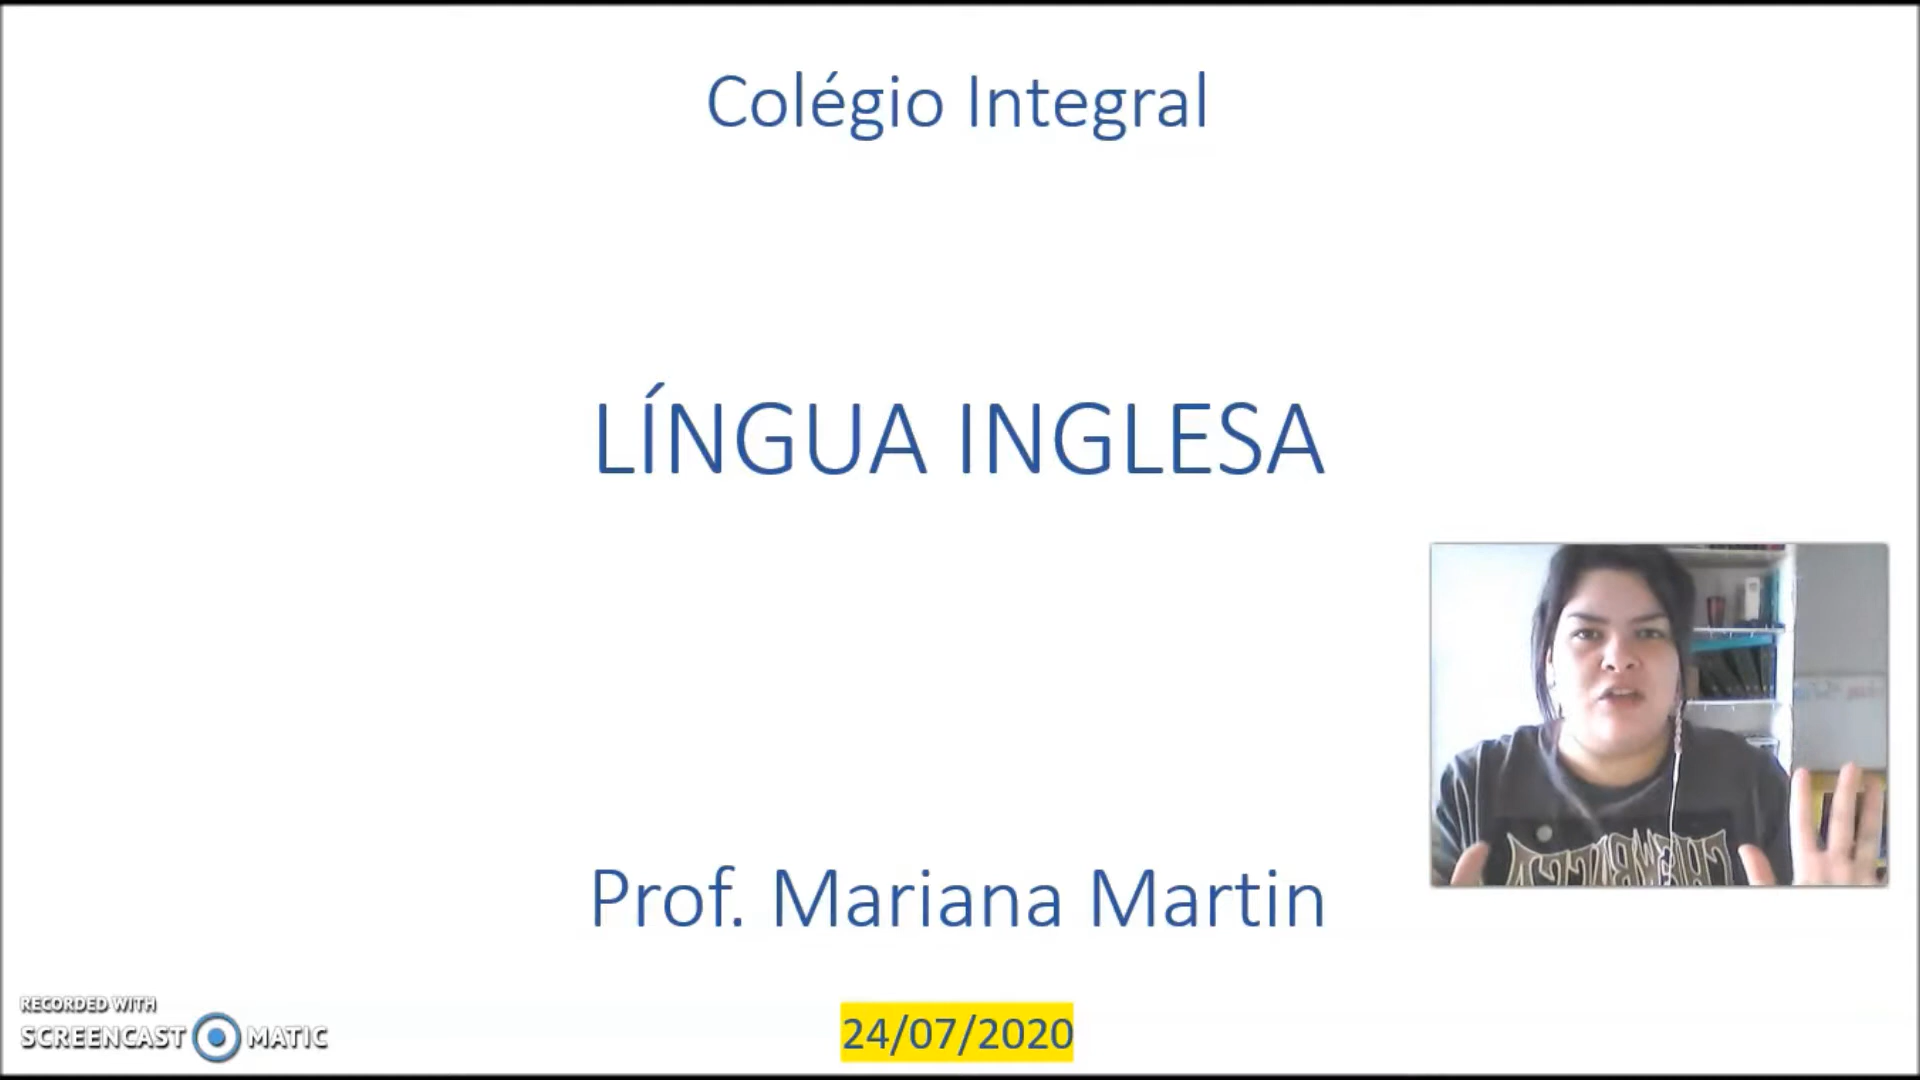 Colégio Integral
LÍNGUA INGLESA
Prof. Mariana Martin
RECORDED WITH
SCREENCAST MATIC
24/07/2020